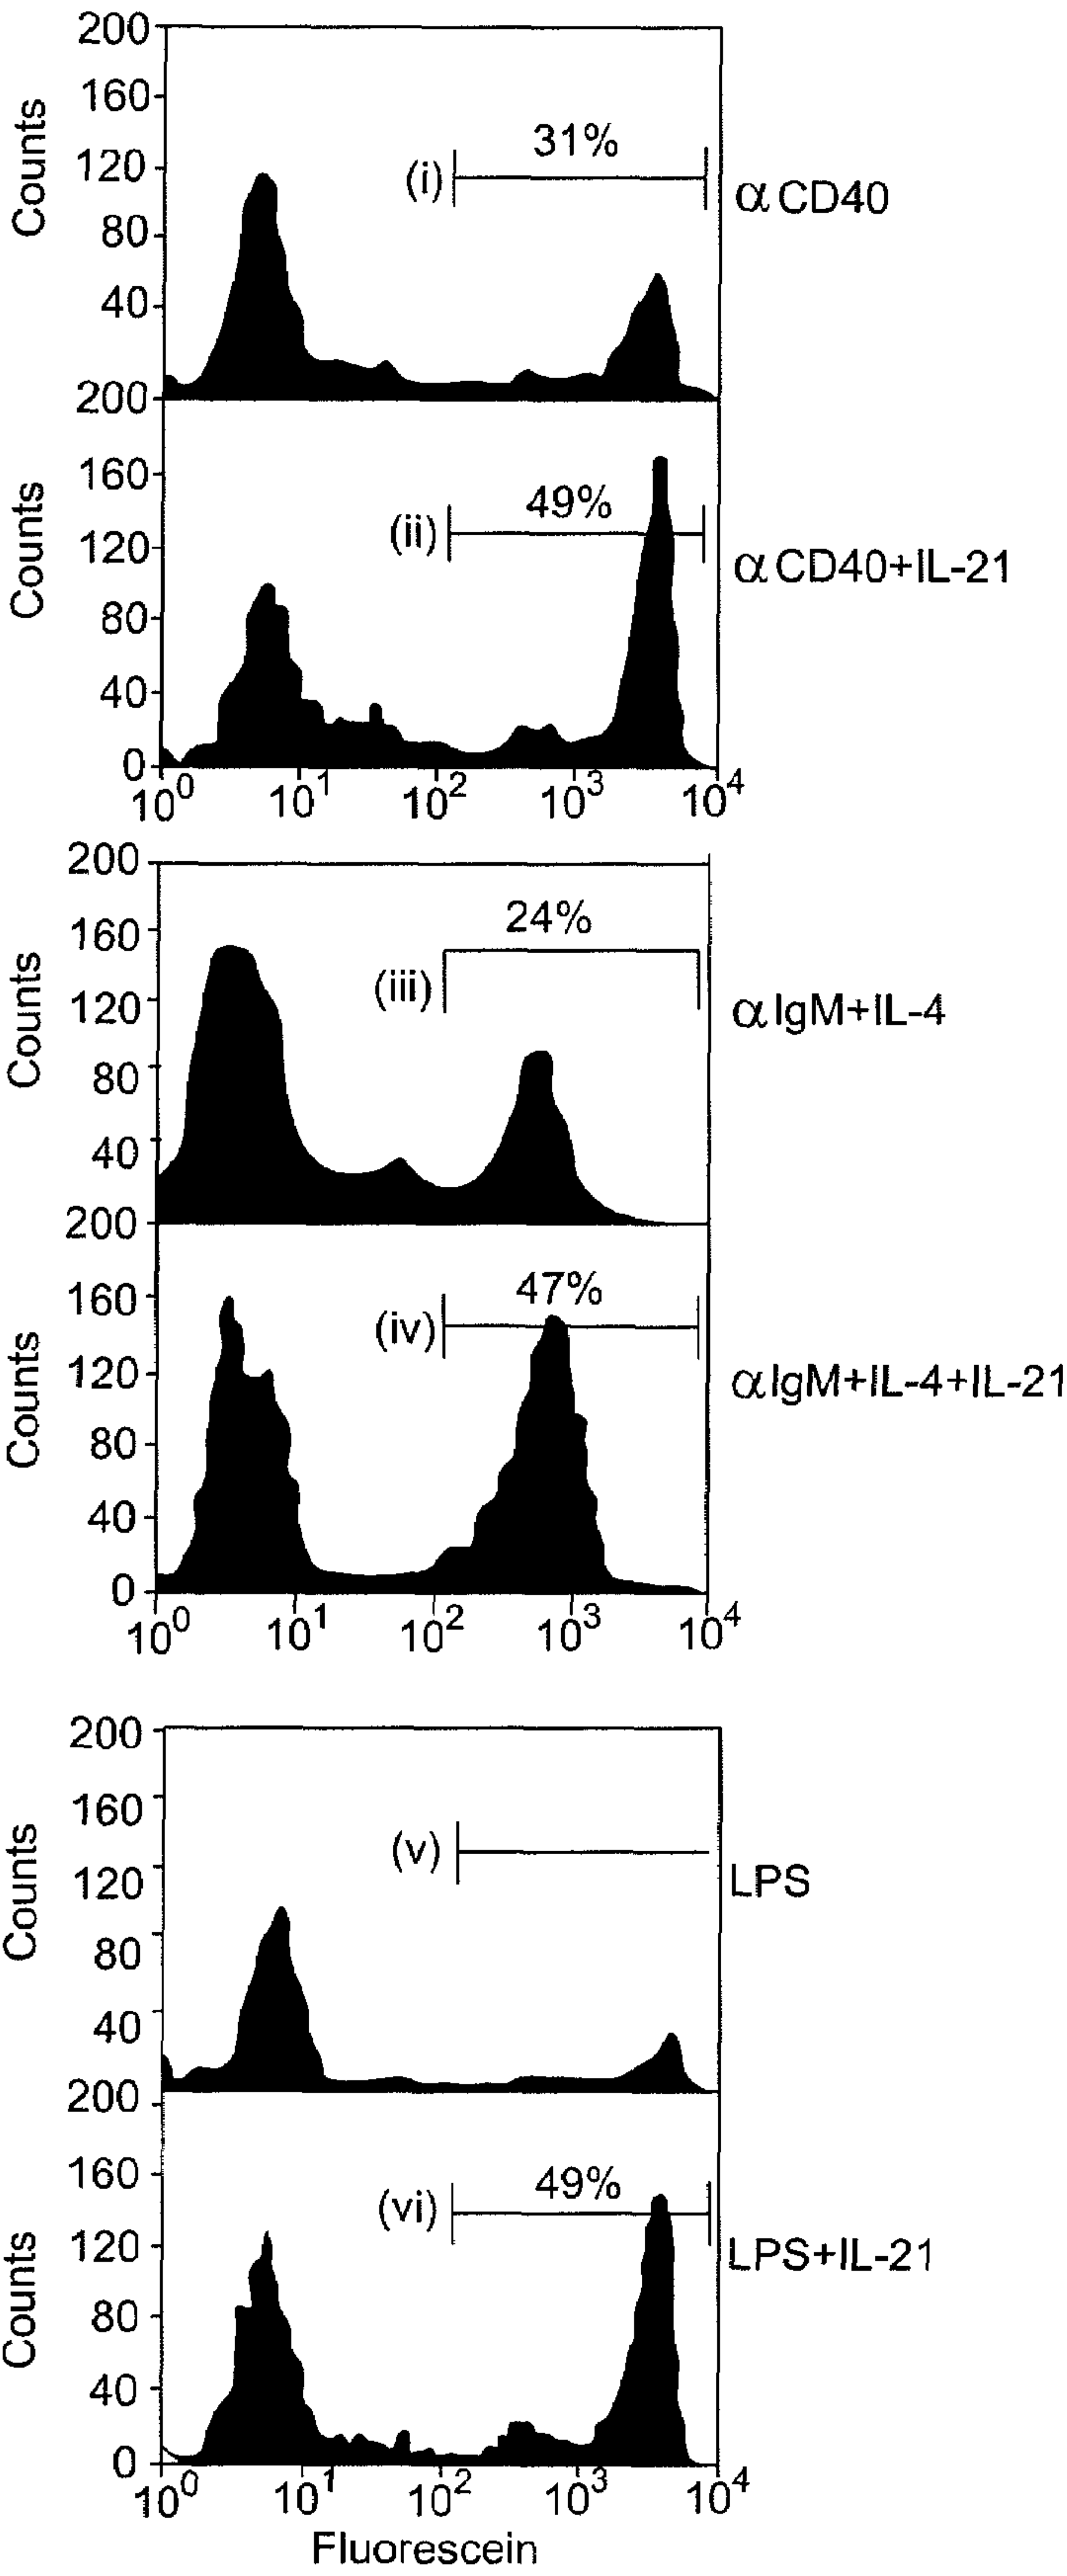 200
160
Counts
120
80
40
(i)
31%
α CD40
200
160
Counts
120
80
40
0
(ii)
49%
α CD40+IL-21
10^0 10^1 10^2 10^3 10^4
200
160
Counts
120
80
40
(iii)
24%
α IgM+IL-4
200
160
Counts
120
80
40
0
(iv)
47%
α IgM+IL-4+IL-21
10^0 10^1 10^2 10^3 10^4
200
160
Counts
120
80
40
(v)
LPS
200
160
Counts
120
80
40
0
(vi)
49%
LPS+IL-21
10^0 10^1 10^2 10^3 10^4
Fluorescein